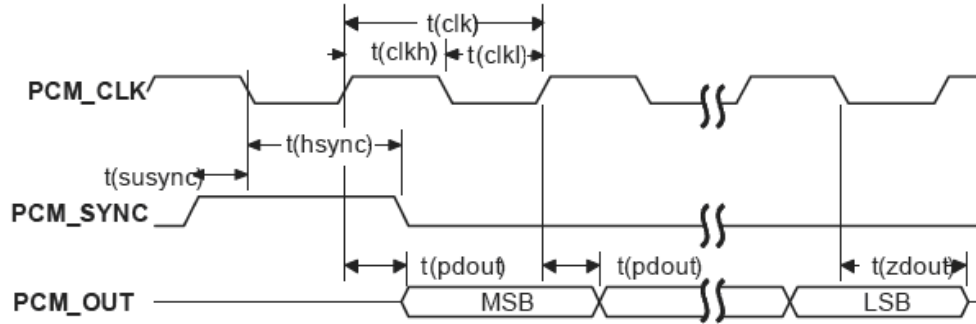 t(clk)
t(clkh) t(clkl)
PCM_CLK
t(hsync)
t(susync)
PCM_SYNC
t(pdout) t(pdout) t(zdout)
PCM_OUT MSB LSB